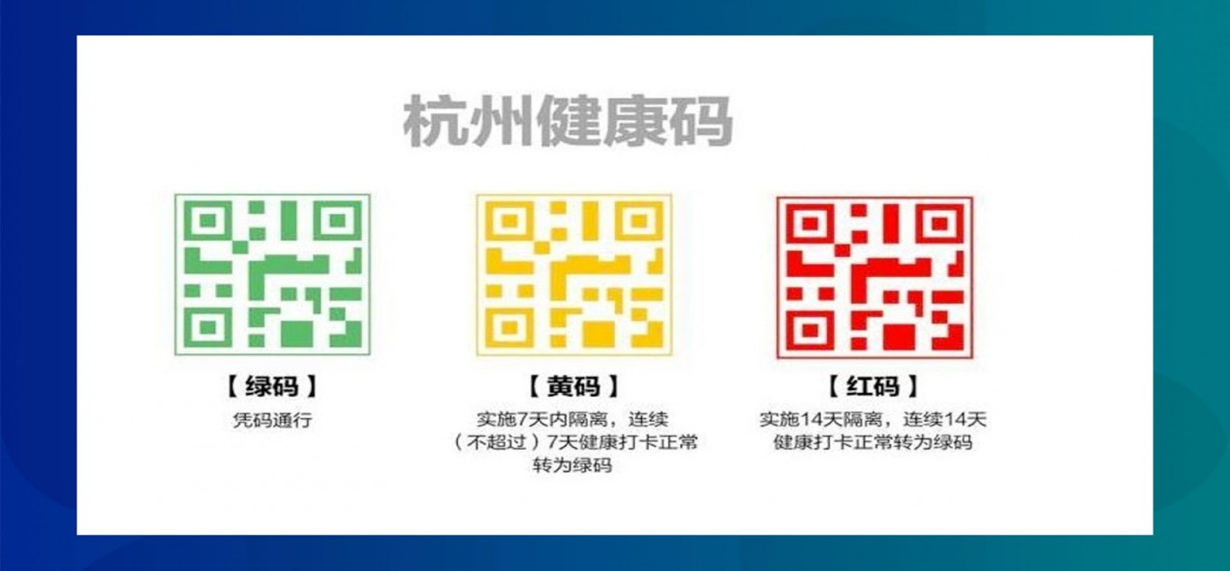 杭州健康码
【绿码】
凭码通行
【黄码】
实施7天内隔离，连续
（不超过）7天健康打卡正常
转为绿码
【红码】
实施14天隔离，连续14天
健康打卡正常转为绿码